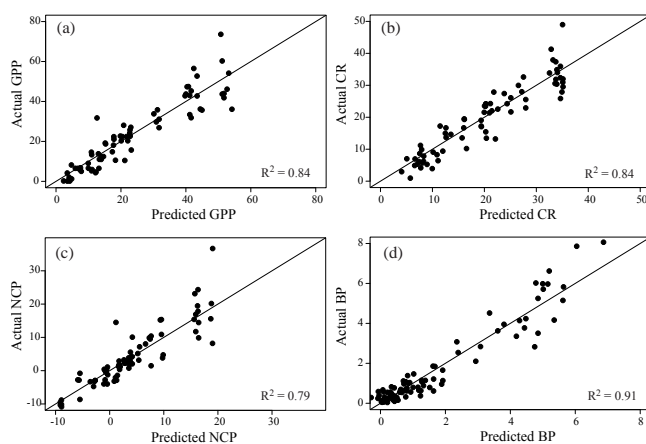 (a)
Actual GPP
80
60
40
20
0
0 20 40 60 80
Predicted GPP
R² = 0.84
(b)
Actual CR
50
40
30
20
10
0
0 10 20 30 40 50
Predicted CR
R² = 0.84
(c)
Actual NCP
30
20
10
0
-10
-10 0 10 20 30
Predicted NCP
R² = 0.79
(d)
Actual BP
8
6
4
2
0
0 2 4 6 8
Predicted BP
R² = 0.91